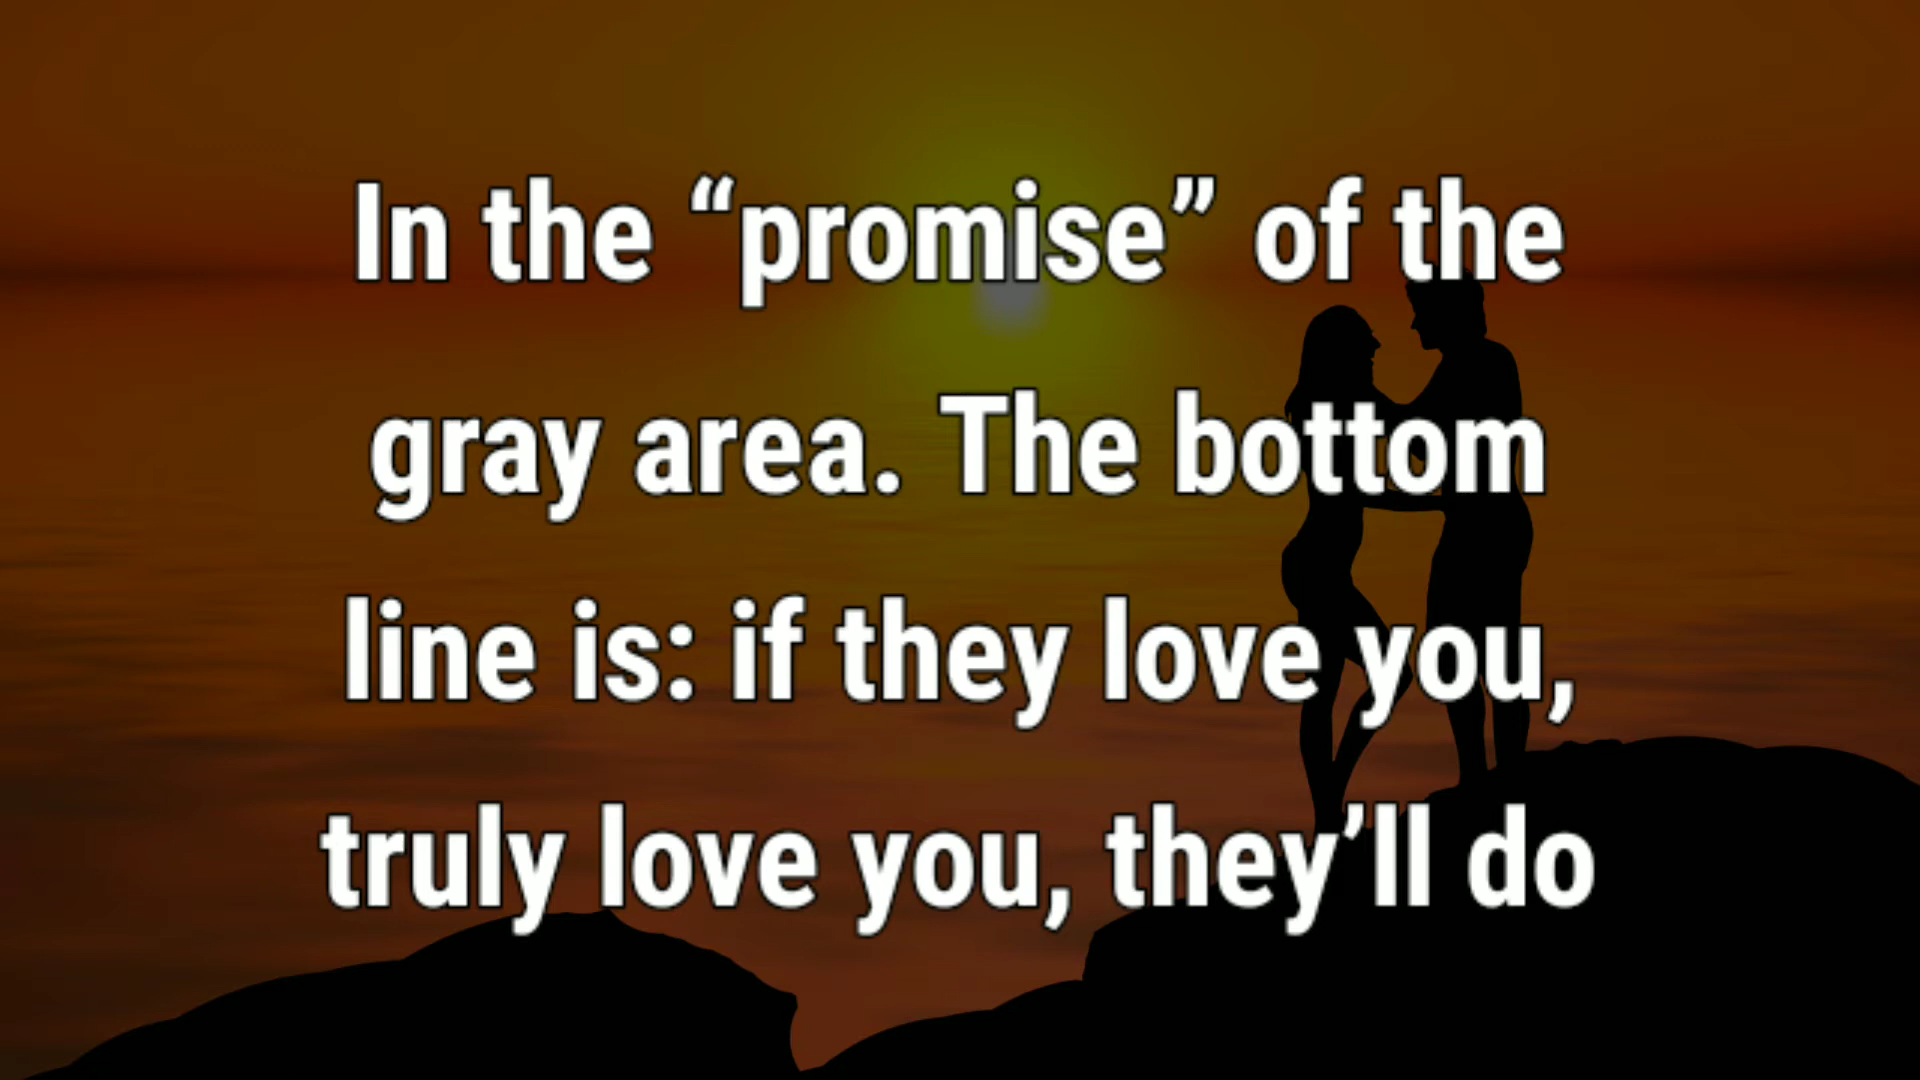 In the “promise” of the
gray area. The bottom
line is: if they love you,
truly love you, they’ll do